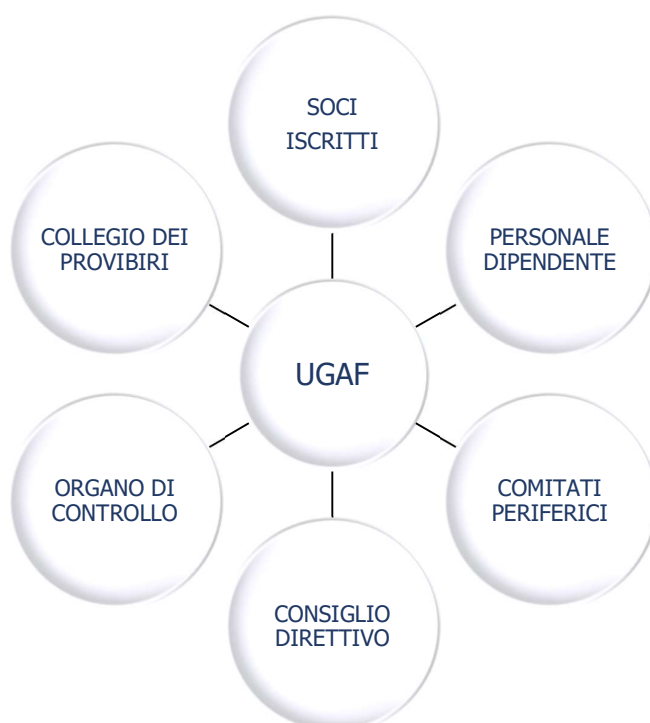 SOCI
ISCRITTI
COLLEGIO DEI
PROVIBIRI
PERSONALE
DIPENDENTE
UGAF
ORGANO DI
CONTROLLO
COMITATI
PERIFERICI
CONSIGLIO
DIRETTIVO